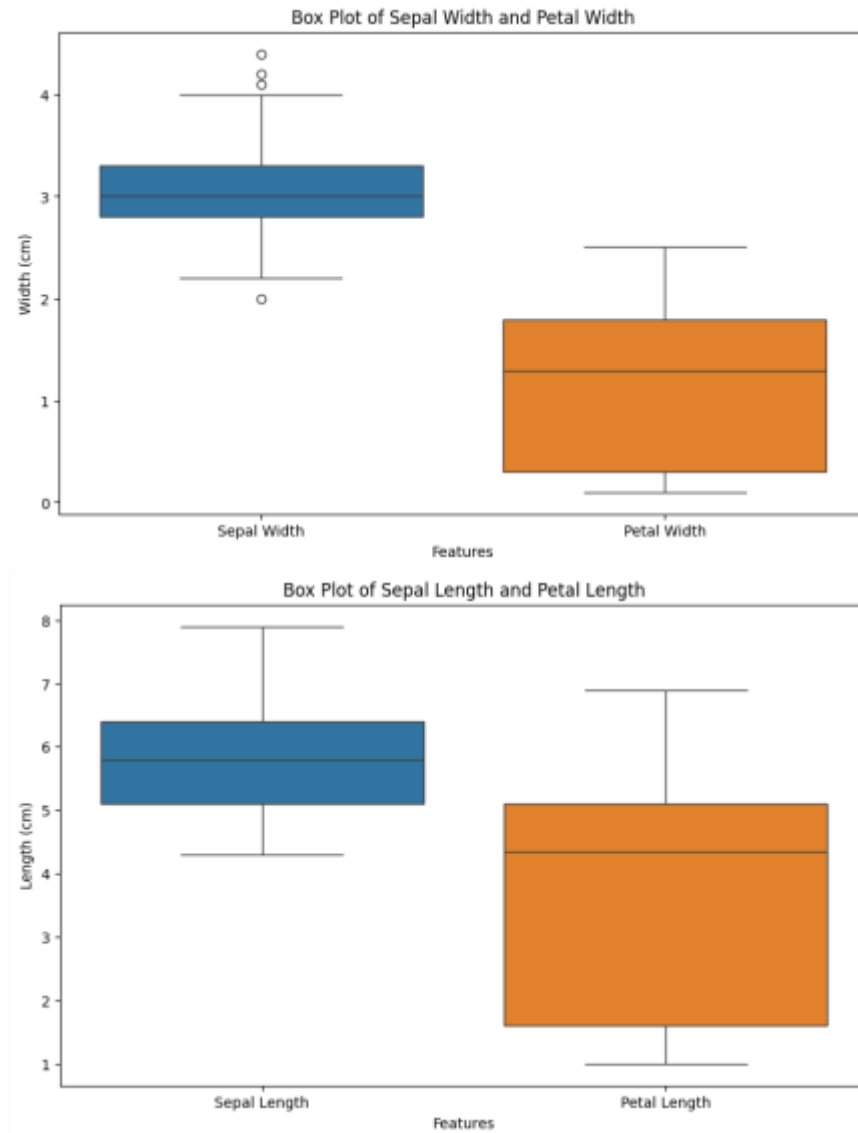 Box Plot of Sepal Width and Petal Width
4
3
2
1
0
Width (cm)
Sepal Width Petal Width
Features
Box Plot of Sepal Length and Petal Length
8
7
6
5
4
3
2
1
Length (cm)
Sepal Length Petal Length
Features